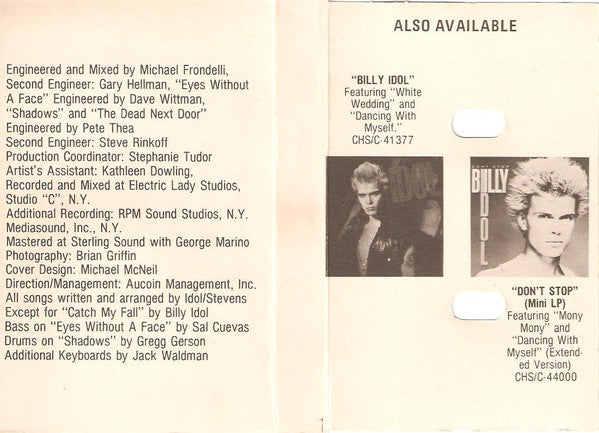 Engineered and Mixed by Michael Frondelli,
Second Engineer: Gary Hellman, "Eyes Without
A Face" Engineered by Dave Wittman,
"Shadows" and "The Dead Next Door"
Engineered by Pete Thea
Second Engineer: Steve Rinkoff
Production Coordinator: Stephanie Tudor
Artist's Assistant: Kathleen Dowling,
Recorded and Mixed at Electric Lady Studios,
Studio "C", N.Y.
Additional Recording: RPM Sound Studios, N.Y.
Mediasound, Inc., N.Y.
Mastered at Sterling Sound with George Marino
Photography: Brian Griffin
Cover Design: Michael McNeil
Direction/Management: Aucoin Management, Inc.
All songs written and arranged by Idol/Stevens
Except for "Catch My Fall" by Billy Idol
Bass on "Eyes Without A Face" by Sal Cuevas
Drums on "Shadows" by Gregg Gerson
Additional Keyboards by Jack Waldman
ALSO AVAILABLE
"BILLY IDOL"
Featuring "White
Wedding" and
"Dancing With
Myself."
CHS/C-41377
IDOL
DON'T STOP
BILLY
IDOL
"DON'T STOP"
(Mini LP)
Featuring "Mony
Mony" and
"Dancing With
Myself" (Extend-
ed Version)
CHS/C-44000